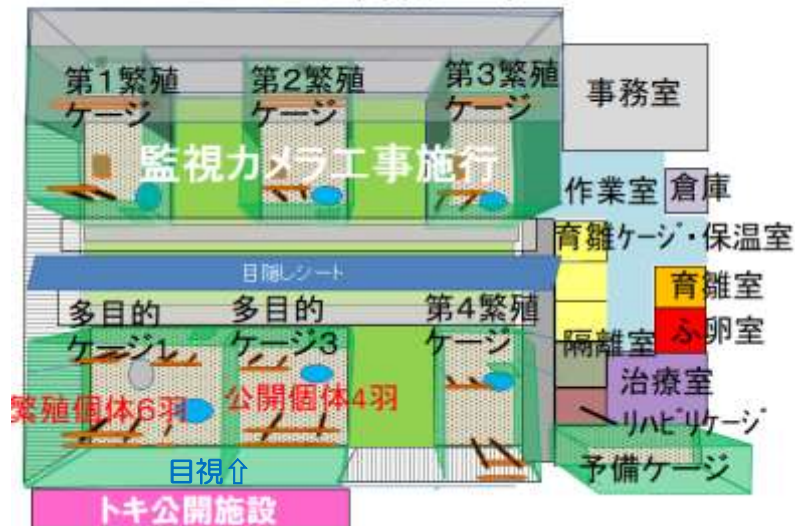 第1繁殖
ケージ
第2繁殖
ケージ
第3繁殖
ケージ
事務室
監視カメラ工事施行
作業室
倉庫
育雛ケージ・保温室
目隠しシート
育雛室
多目的
ケージ1
多目的
ケージ3
第4繁殖
ケージ
隔離室
ふ卵室
繁殖個体6羽
公開個体4羽
治療室
リハビリケージ
予備ケージ
目視⇧
トキ公開施設